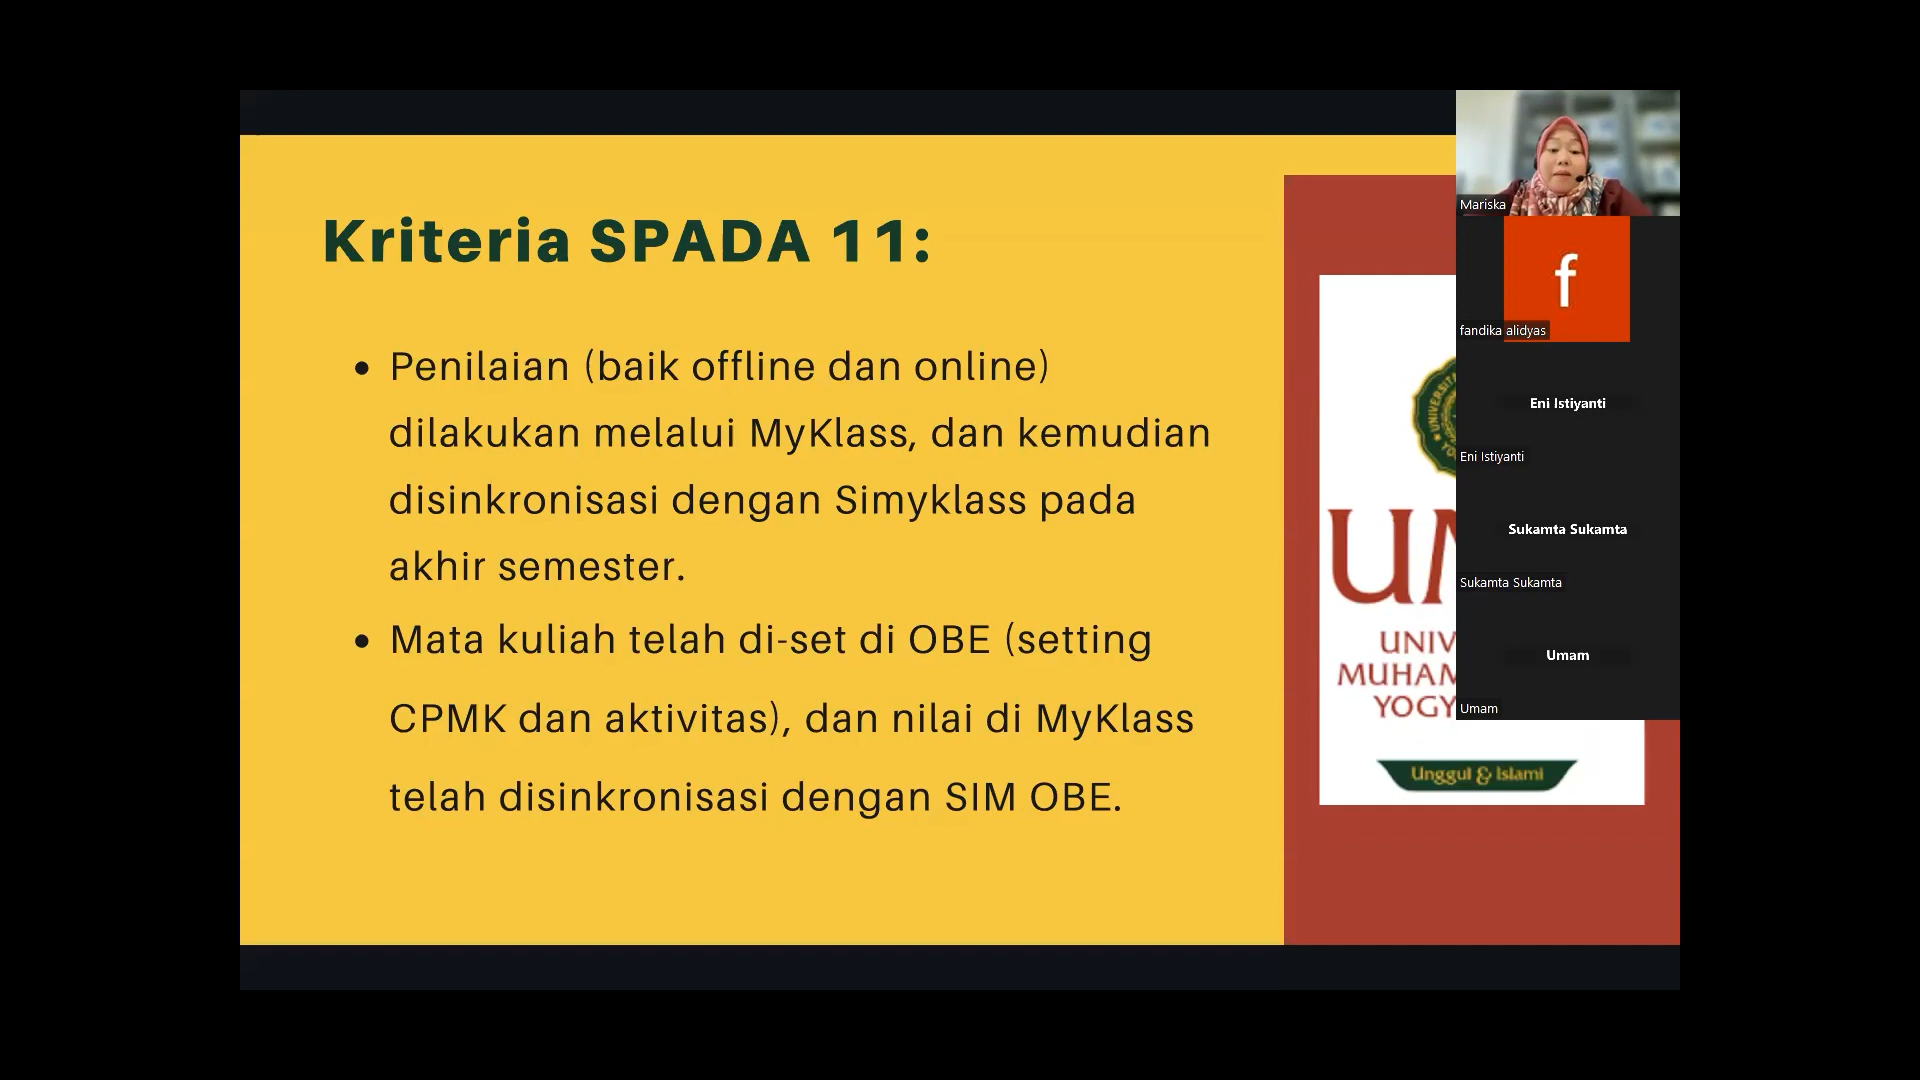 Kriteria SPADA 11:
• Penilaian (baik offline dan online)
dilakukan melalui MyKlass, dan kemudian
disinkronisasi dengan Simyklass pada
akhir semester.
• Mata kuliah telah di-set di OBE (setting
CPMK dan aktivitas), dan nilai di MyKlass
telah disinkronisasi dengan SIM OBE.
UNIV
MUHAM
YOGY
Unggul & Islami
Mariska
f
fandika alidyas
Eni Istiyanti
Eni Istiyanti
Sukamta Sukamta
Sukamta Sukamta
Umam
Umam